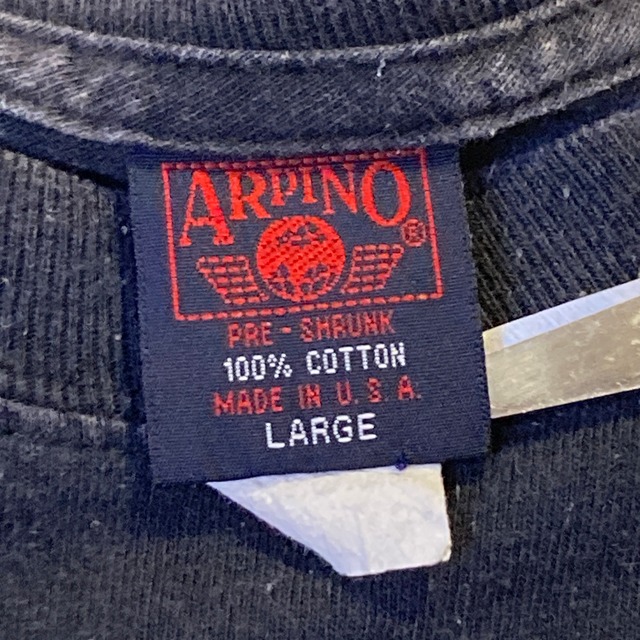 ARPINO
®
PRE-SHRUNK
100% COTTON
MADE IN U.S.A.
LARGE